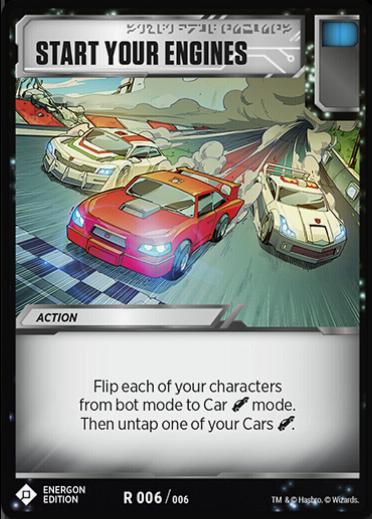 START YOUR ENGINES
ACTION
Flip each of your characters
from bot mode to Car mode.
Then untap one of your Cars .
ENERGON
EDITION
R 006 / 006
TM & © Hasbro. © Wizards.